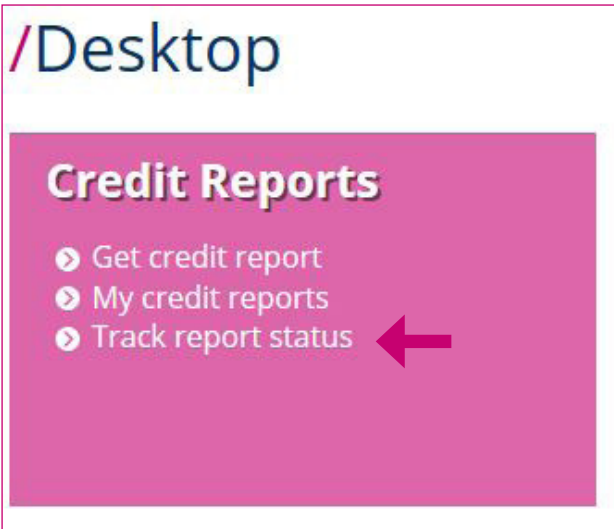 /Desktop
Credit Reports
Get credit report
My credit reports
Track report status